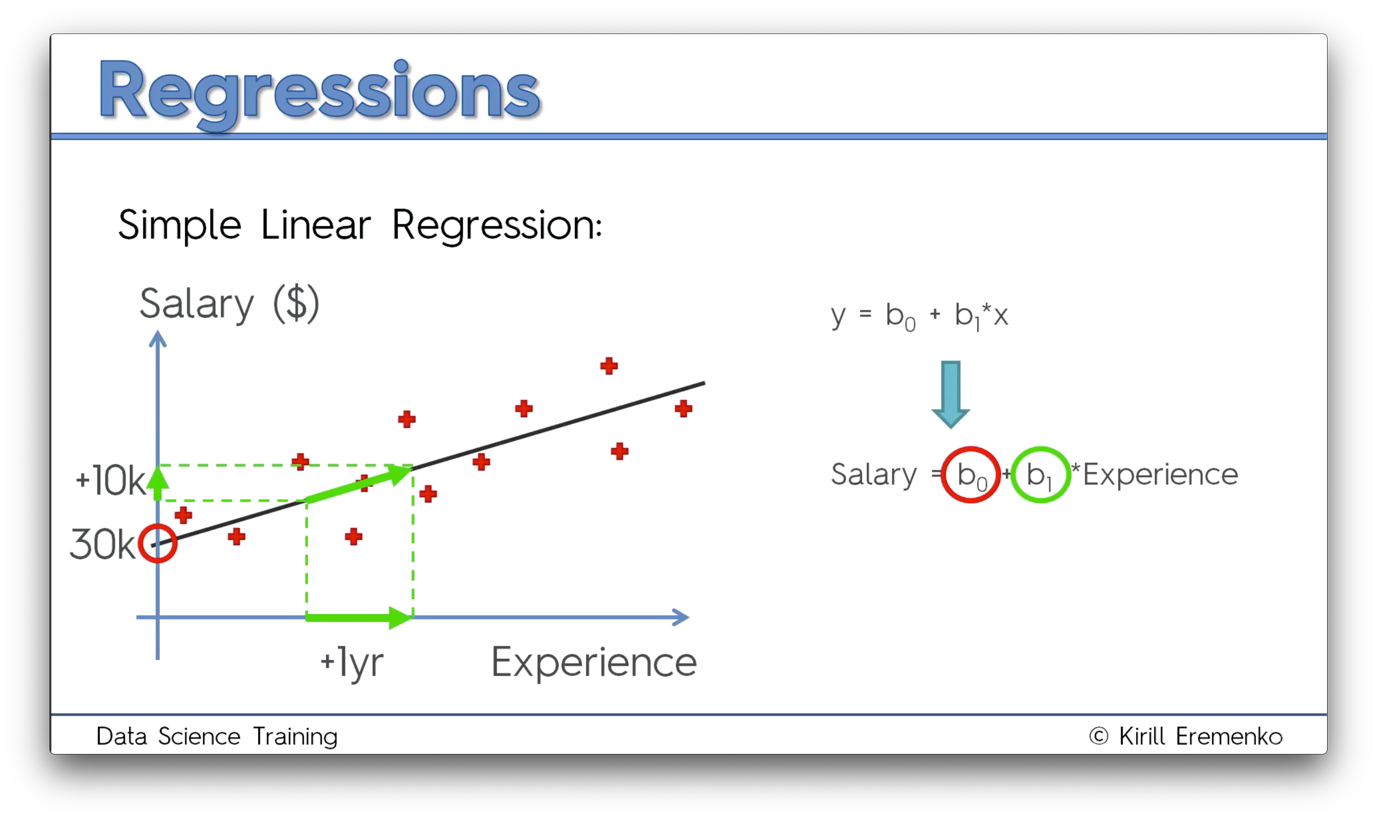 Regressions
Simple Linear Regression:
Salary ($)
y = b₀ + b₁*x
+10k
Salary = b₀ + b₁ *Experience
30k
+1yr
Experience
Data Science Training
© Kirill Eremenko